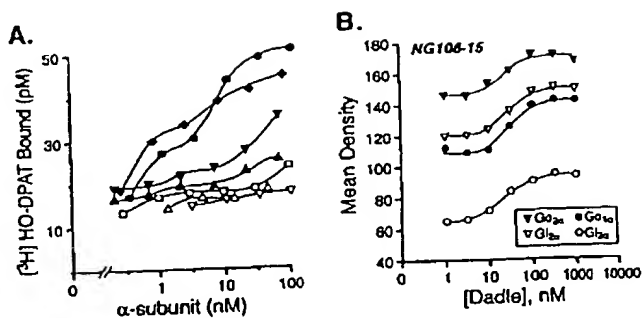 A.
[³H] HO-DPAT Bound (pM)
50
30
10
0
1
10
100
α-subunit (nM)
B.
NG108-15
Mean Density
180
160
140
120
100
80
60
40
0
1
10
100
1000
10000
[Dadle], nM
Go₂α
Go₁α
Gi₂α
Gi₃α